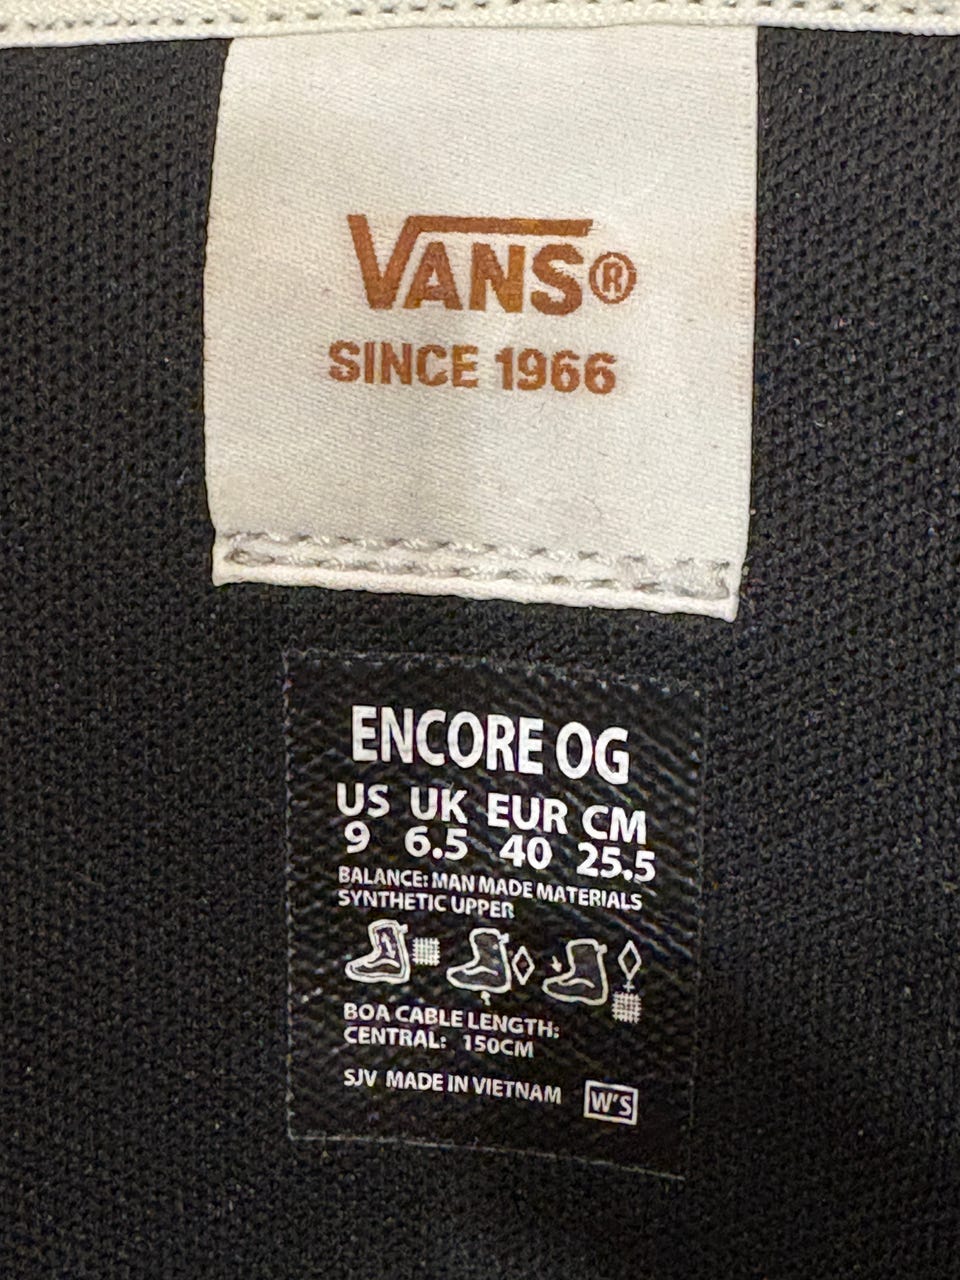 VANS®
SINCE 1966
ENCORE OG
US UK EUR CM
9 6.5 40 25.5
BALANCE: MAN MADE MATERIALS
SYNTHETIC UPPER
BOA CABLE LENGTH:
CENTRAL: 150CM
SJV MADE IN VIETNAM W'S